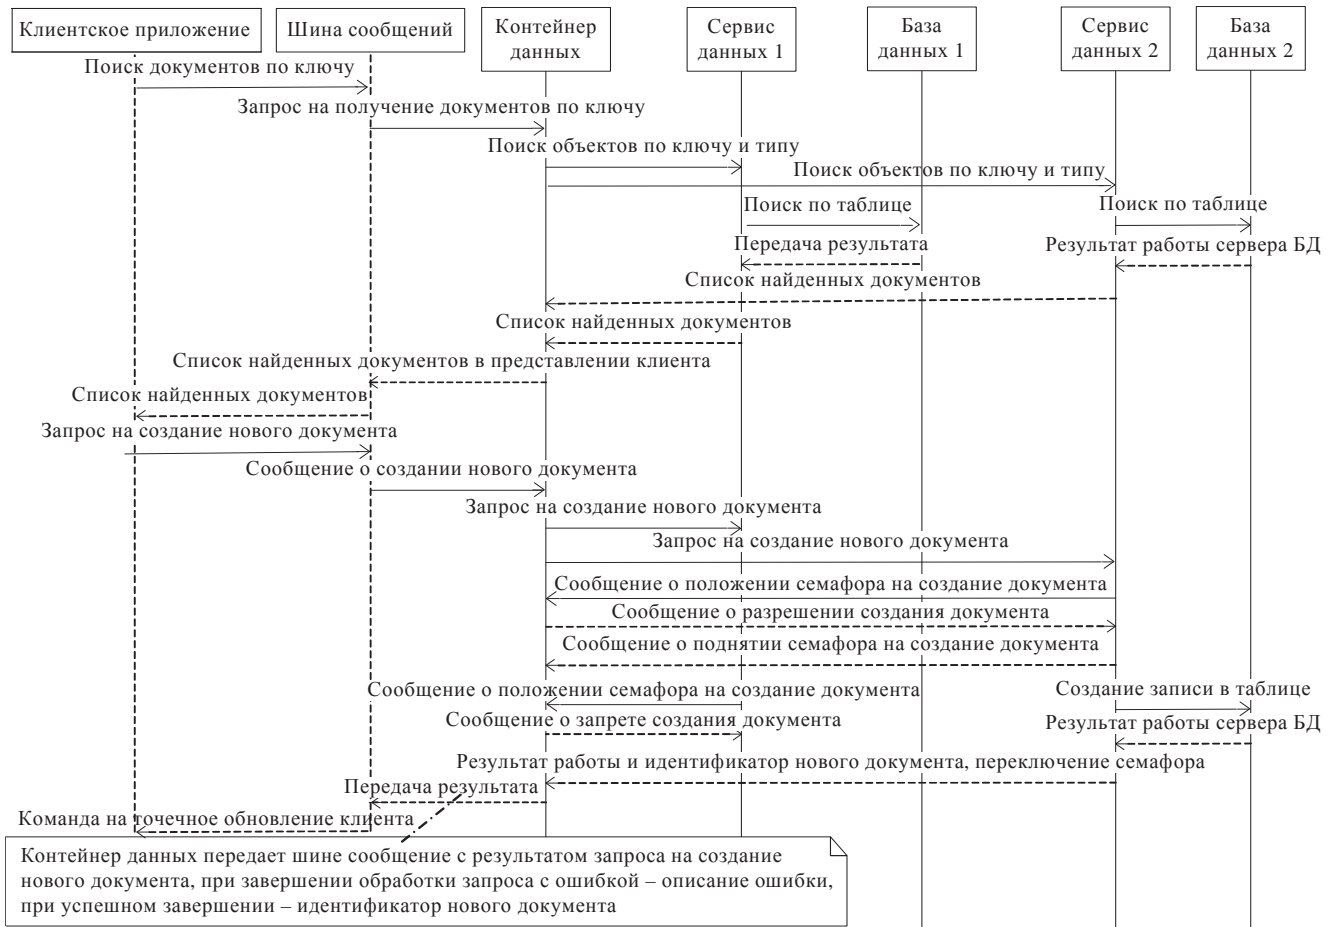 Клиентское приложение
Шина сообщений
Контейнер
данных
Сервис
данных 1
База
данных 1
Сервис
данных 2
База
данных 2
Поиск документов по ключу
Запрос на получение документов по ключу
Поиск объектов по ключу и типу
Поиск объектов по ключу и типу
Поиск по таблице
Поиск по таблице
Передача результата
Результат работы сервера БД
Список найденных документов
Список найденных документов
Список найденных документов в представлении клиента
Список найденных документов
Запрос на создание нового документа
Сообщение о создании нового документа
Запрос на создание нового документа
Запрос на создание нового документа
Сообщение о положении семафора на создание документа
Сообщение о разрешении создания документа
Сообщение о поднятии семафора на создание документа
Сообщение о положении семафора на создание документа
Создание записи в таблице
Сообщение о запрете создания документа
Результат работы сервера БД
Результат работы и идентификатор нового документа, переключение семафора
Передача результата
Команда на точечное обновление клиента
Контейнер данных передает шине сообщение с результатом запроса на создание
нового документа, при завершении обработки запроса с ошибкой – описание ошибки,
при успешном завершении – идентификатор нового документа